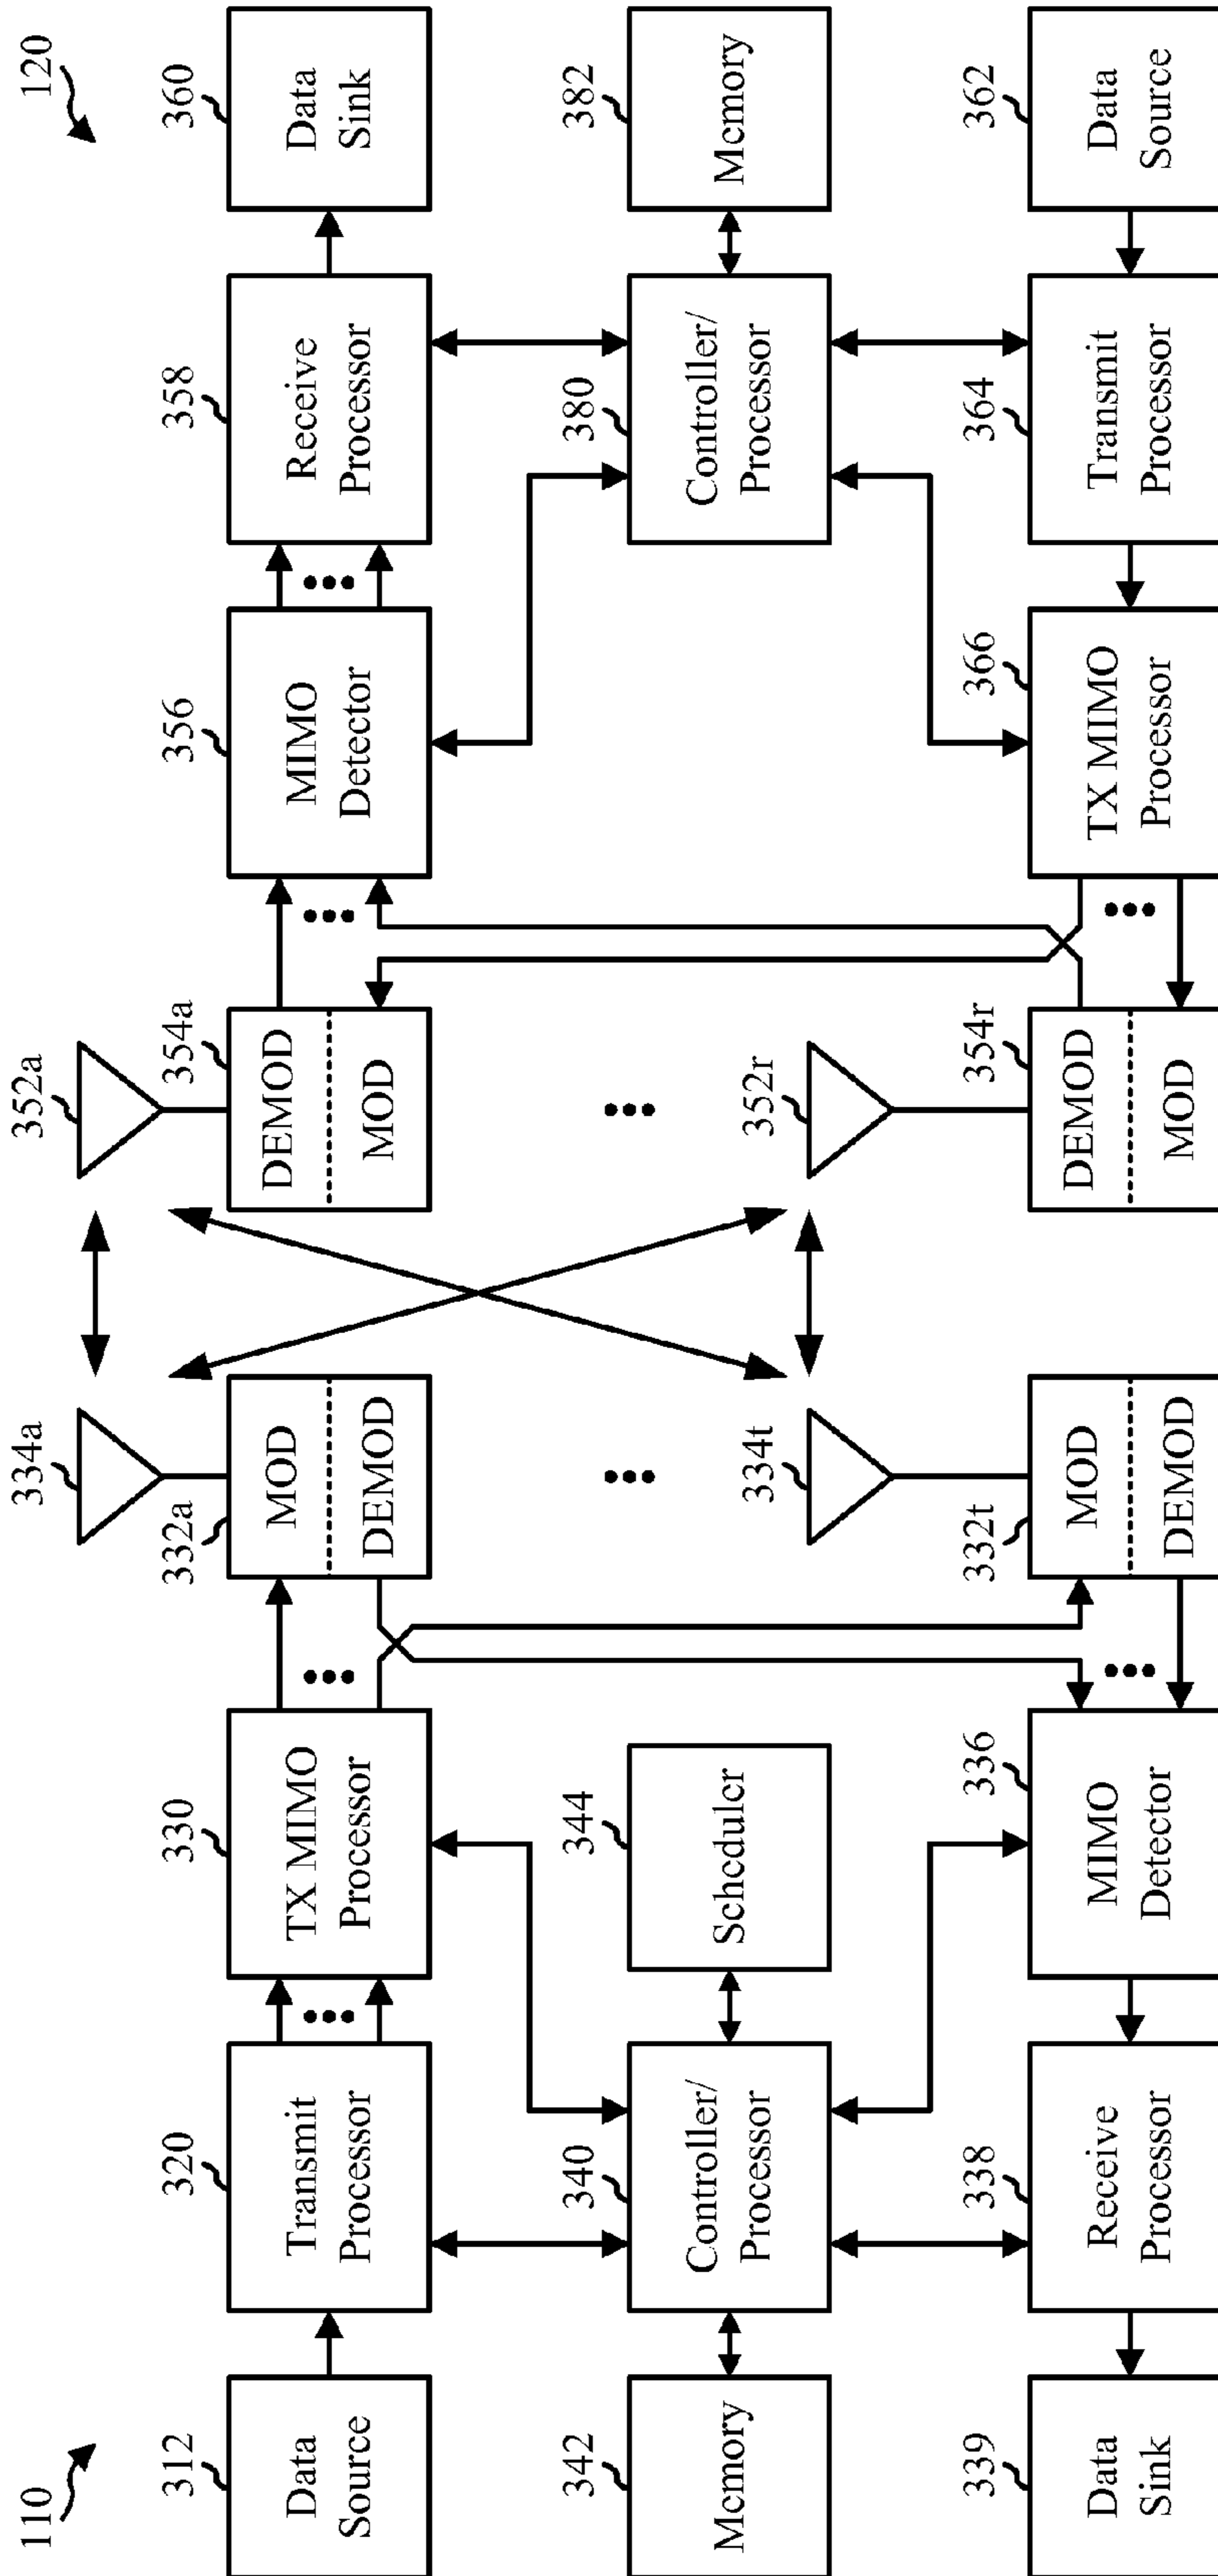 110
120
312
Data
Source
320
Transmit
Processor
330
TX MIMO
Processor
332a
MOD
DEMOD
334a
352a
354a
DEMOD
MOD
356
MIMO
Detector
358
Receive
Processor
360
Data
Sink
342
Memory
340
Controller/
Processor
344
Scheduler
380
Controller/
Processor
382
Memory
339
Data
Sink
338
Receive
Processor
336
MIMO
Detector
332t
MOD
DEMOD
334t
352r
354r
DEMOD
MOD
366
TX MIMO
Processor
364
Transmit
Processor
362
Data
Source